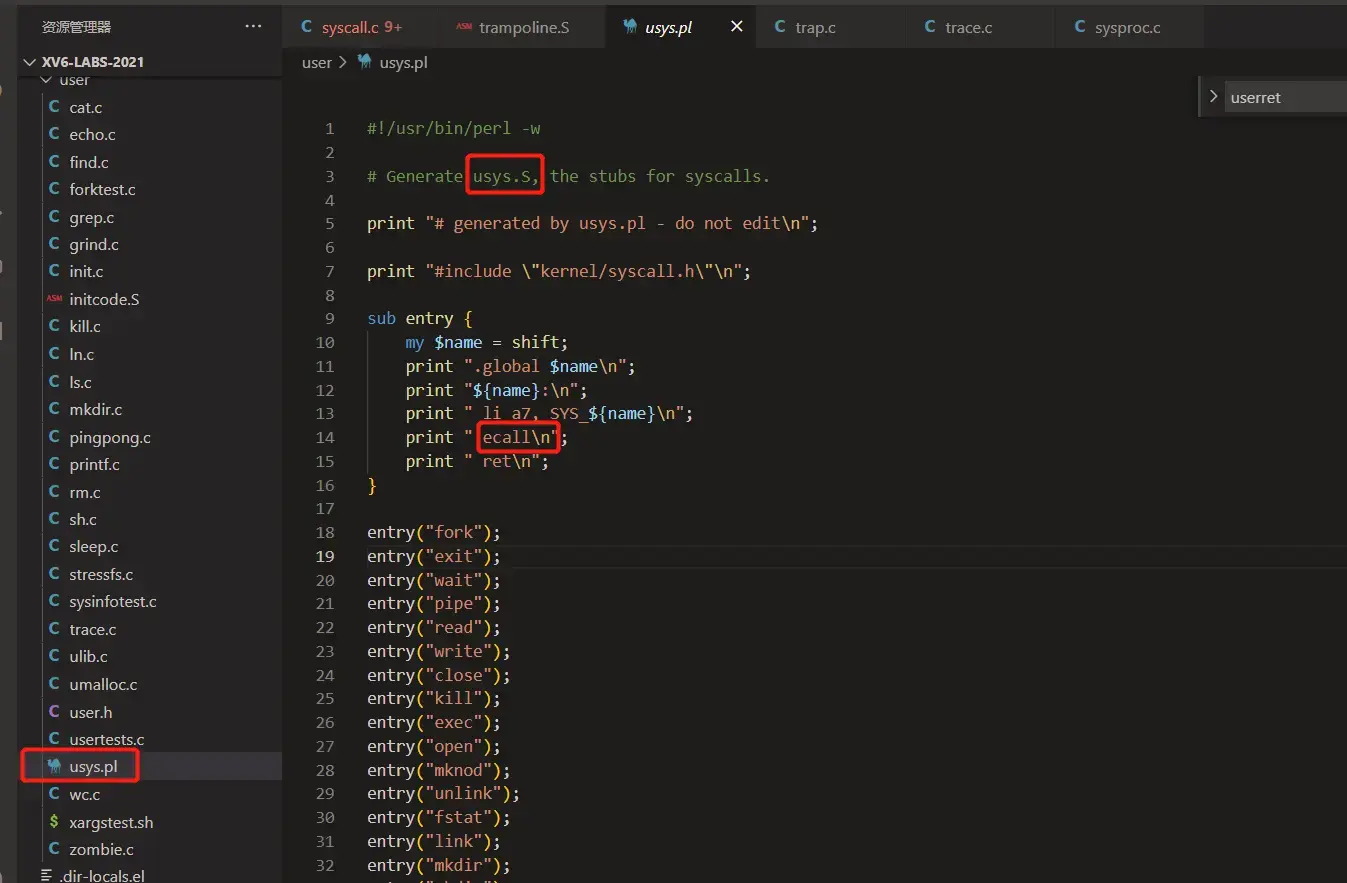 资源管理器 ···
XV6-LABS-2021
user
C cat.c
C echo.c
C find.c
C forktest.c
C grep.c
C grind.c
C init.c
ASM initcode.S
C kill.c
C ln.c
C ls.c
C mkdir.c
C pingpong.c
C printf.c
C rm.c
C sh.c
C sleep.c
C stressfs.c
C sysinfotest.c
C trace.c
C ulib.c
C umalloc.c
C user.h
C usertests.c
usys.pl
C wc.c
$ xargstest.sh
C zombie.c
.dir-locals.el
C syscall.c 9+ ASM trampoline.S usys.pl × C trap.c C trace.c C sysproc.c
user > usys.pl
userret
1 #!/usr/bin/perl -w
2
3 # Generate usys.S, the stubs for syscalls.
4
5 print "# generated by usys.pl - do not edit\n";
6
7 print "#include \"kernel/syscall.h\"\n";
8
9 sub entry {
10 my $name = shift;
11 print ".global $name\n";
12 print "${name}:\n";
13 print " li a7, SYS_${name}\n";
14 print " ecall\n";
15 print " ret\n";
16 }
17
18 entry("fork");
19 entry("exit");
20 entry("wait");
21 entry("pipe");
22 entry("read");
23 entry("write");
24 entry("close");
25 entry("kill");
26 entry("exec");
27 entry("open");
28 entry("mknod");
29 entry("unlink");
30 entry("fstat");
31 entry("link");
32 entry("mkdir");